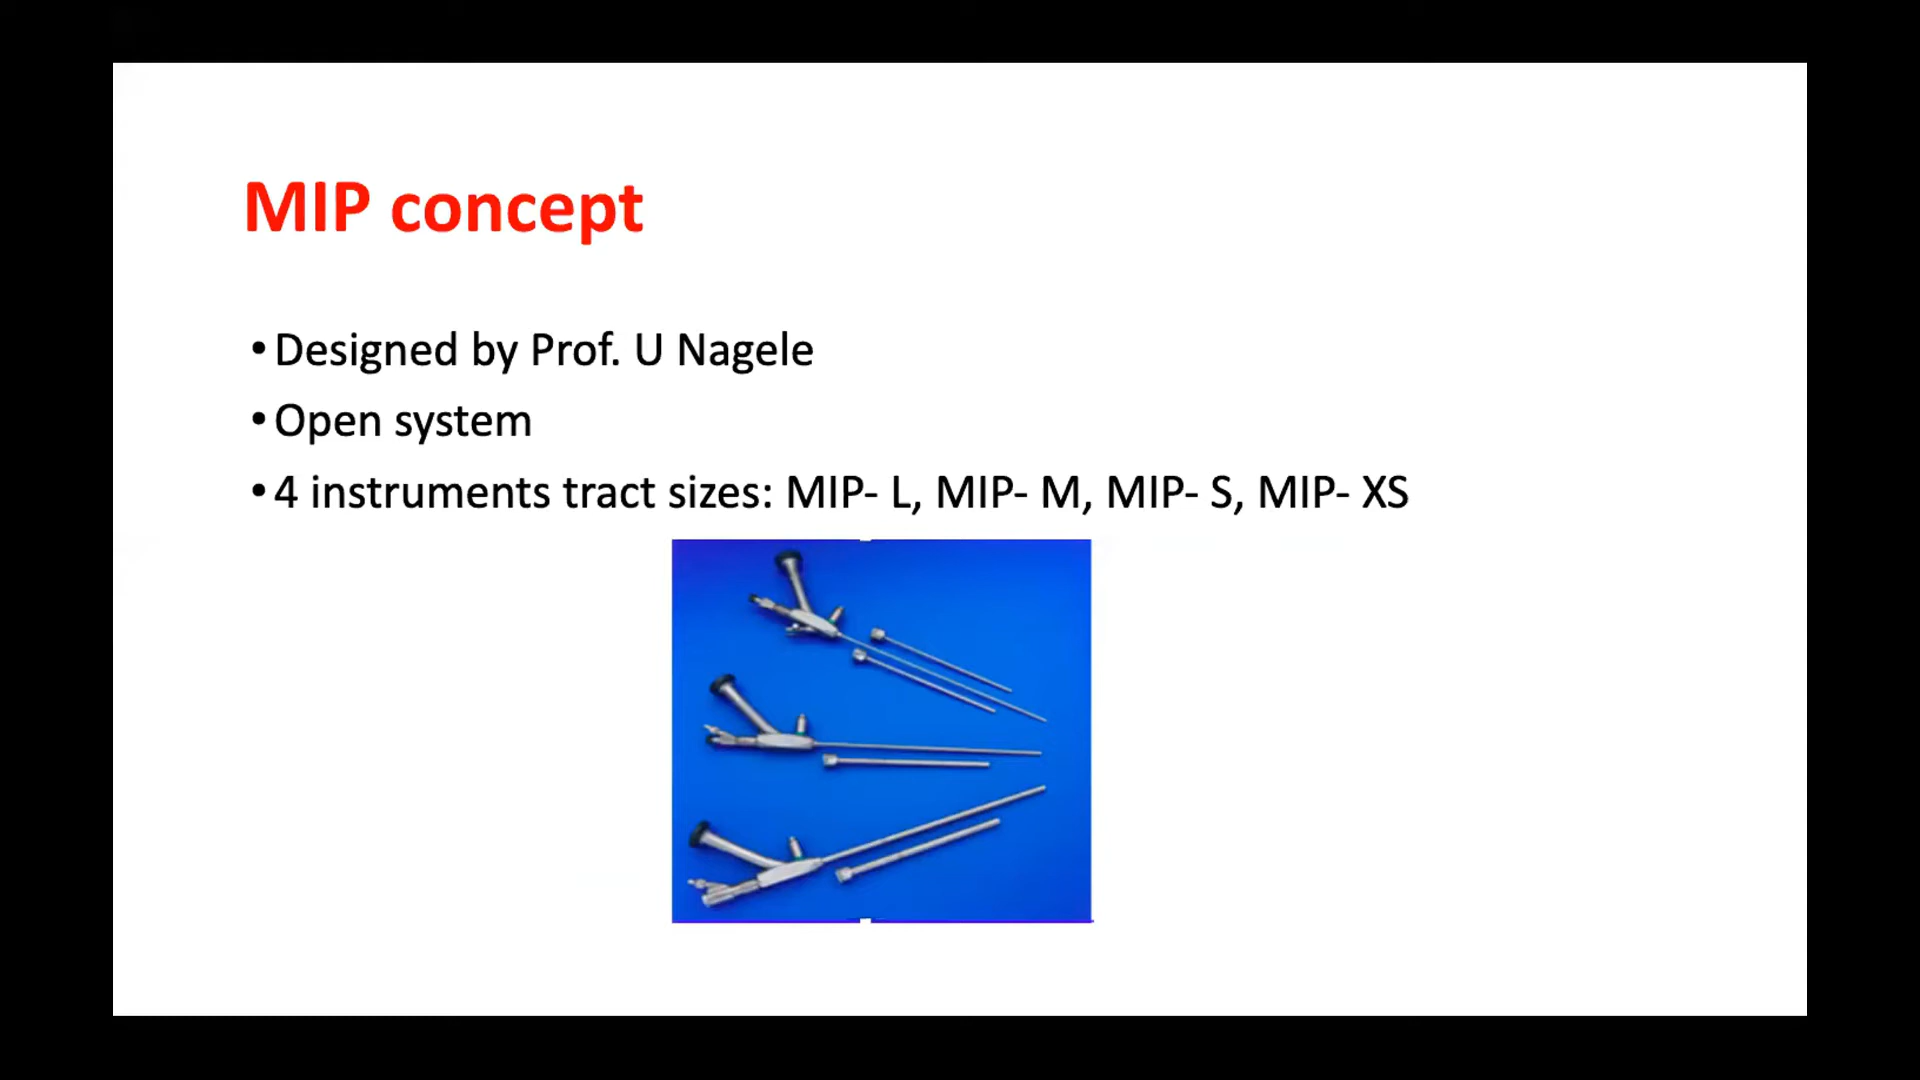 MIP concept
•Designed by Prof. U Nagele
•Open system
•4 instruments tract sizes: MIP- L, MIP- M, MIP- S, MIP- XS